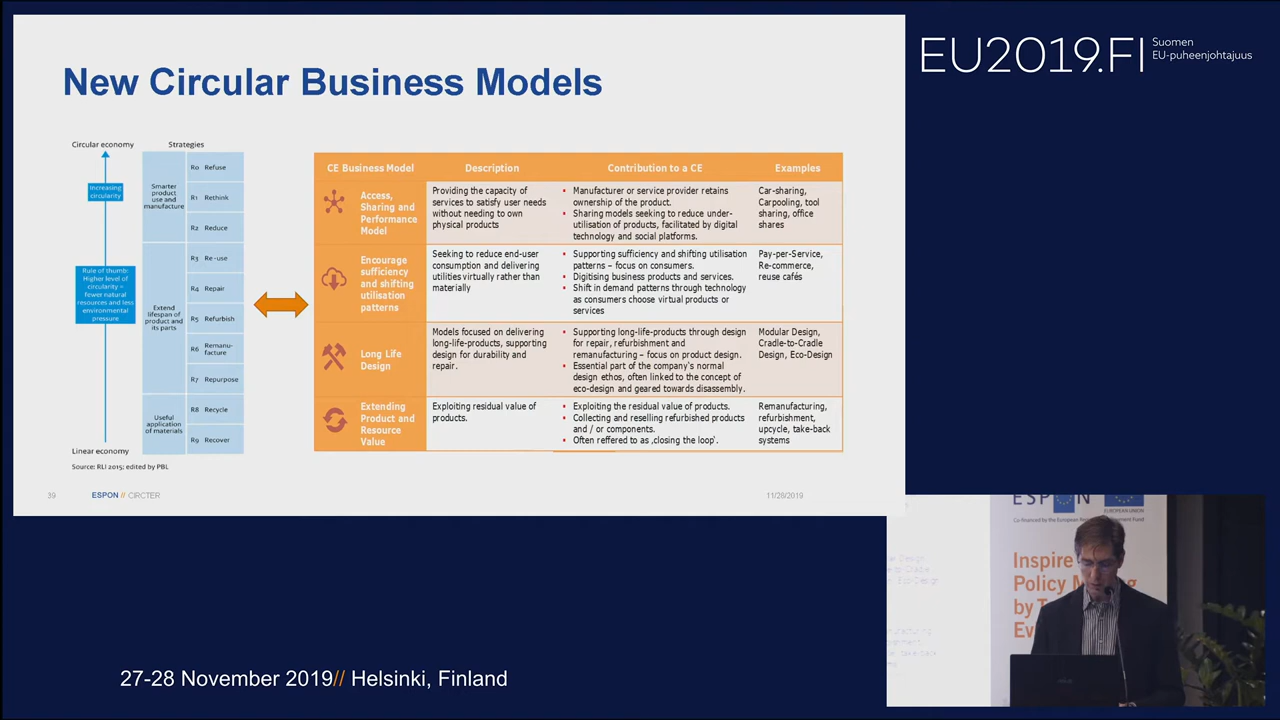 New Circular Business Models
EU2019.FI
Suomen
EU-puheenjohtajuus
Circular economy
Strategies
Increasing
circularity
Rule of thumb:
Higher level of
circularity =
fewer natural
resources and less
environmental
pressure
Linear economy
Smarter
product
use and
manufacture
R0 Refuse
R1 Rethink
R2 Reduce
Extend
lifespan of
product and
its parts
R3 Re-use
R4 Repair
R5 Refurbish
R6 Remanu-
facture
R7 Repurpose
Useful
application
of materials
R8 Recycle
R9 Recover
Source: RLI 2015; edited by PBL
CE Business Model
Description
Contribution to a CE
Examples
Access,
Sharing and
Performance
Model
Providing the capacity of
services to satisfy user needs
without needing to own
physical products
• Manufacturer or service provider retains
ownership of the product.
• Sharing models seeking to reduce under-
utilisation of products, facilitated by digital
technology and social platforms.
Car-sharing,
Carpooling, tool
sharing, office
shares
Encourage
sufficiency
and shifting
utilisation
patterns
Seeking to reduce end-user
consumption and delivering
utilities virtually rather than
materially
• Supporting sufficiency and shifting utilisation
patterns – focus on consumers.
• Digitising business products and services.
• Shift in demand patterns through technology
as consumers choose virtual products or
services
Pay-per-Service,
Re-commerce,
reuse cafés
Long Life
Design
Models focused on delivering
long-life-products, supporting
design for durability and
repair.
• Supporting long-life-products through design
for repair, refurbishment and
remanufacturing – focus on product design.
• Essential part of the company's normal
design ethos, often linked to the concept of
eco-design and geared towards disassembly.
Modular Design,
Cradle-to-Cradle
Design, Eco-Design
Extending
Product and
Resource
Value
Exploiting residual value of
products.
• Exploiting the residual value of products.
• Collecting and reselling refurbished products
and / or components.
• Often reffered to as ‚closing the loop'.
Remanufacturing,
refurbishment,
upcycle, take-back
systems
39
ESPON // CIRCTER
11/28/2019
ESPON
EUROPEAN UNION
Co-financed by the European
Inspire
Policy
by
27-28 November 2019// Helsinki, Finland